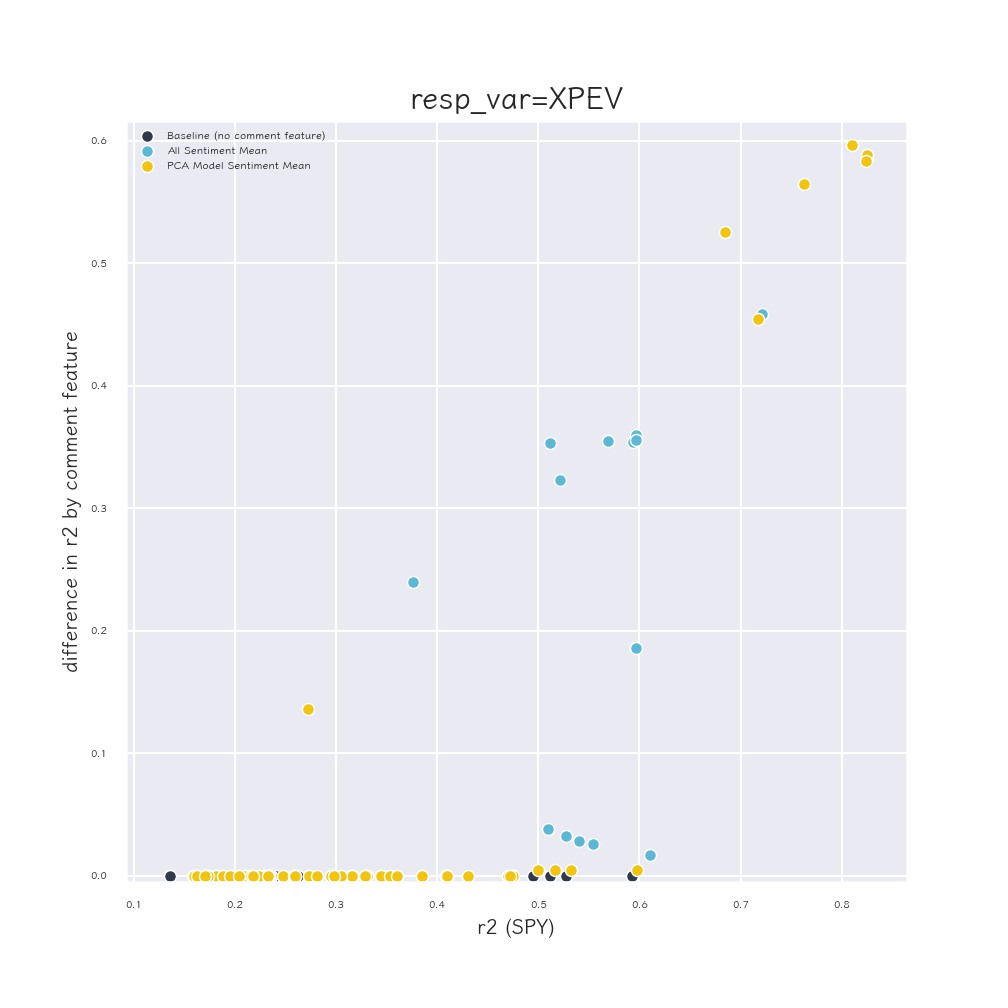 resp_var=XPEV
Baseline (no comment feature)
All Sentiment Mean
PCA Model Sentiment Mean
difference in r2 by comment feature
0.6
0.5
0.4
0.3
0.2
0.1
0.0
0.1 0.2 0.3 0.4 0.5 0.6 0.7 0.8
r2 (SPY)